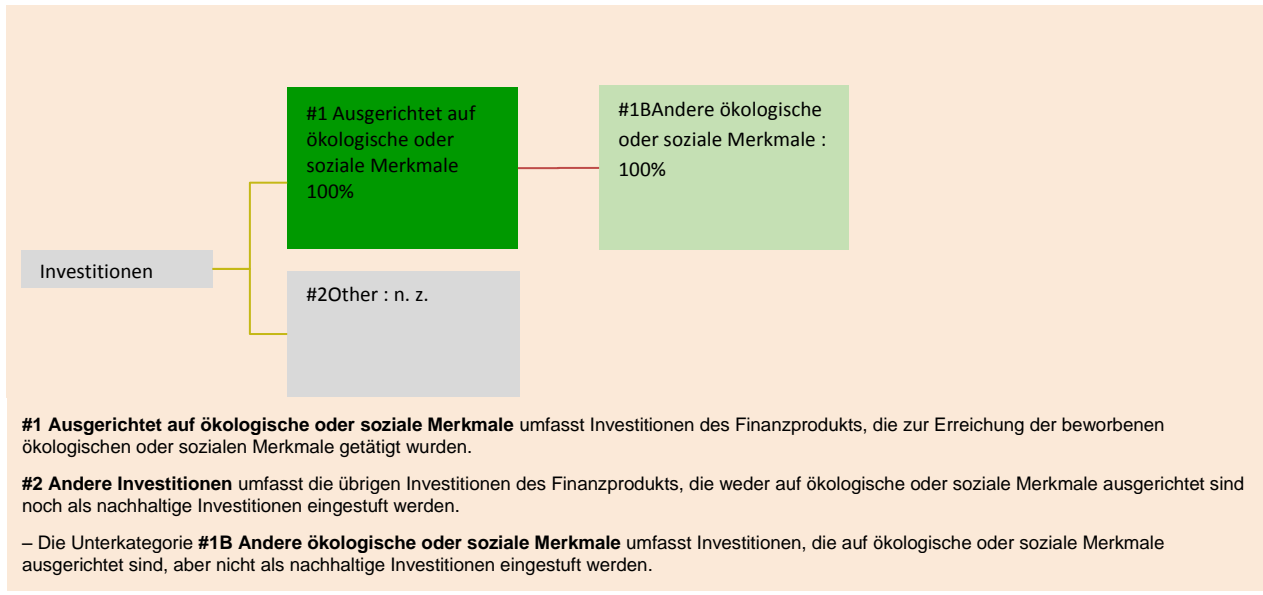 #1 Ausgerichtet auf
ökologische oder
soziale Merkmale
100%
#1BAndere ökologische
oder soziale Merkmale :
100%
Investitionen
#2Other : n. z.
#1 Ausgerichtet auf ökologische oder soziale Merkmale umfasst Investitionen des Finanzprodukts, die zur Erreichung der beworbenen
ökologischen oder sozialen Merkmale getätigt wurden.
#2 Andere Investitionen umfasst die übrigen Investitionen des Finanzprodukts, die weder auf ökologische oder soziale Merkmale ausgerichtet sind
noch als nachhaltige Investitionen eingestuft werden.
– Die Unterkategorie #1B Andere ökologische oder soziale Merkmale umfasst Investitionen, die auf ökologische oder soziale Merkmale
ausgerichtet sind, aber nicht als nachhaltige Investitionen eingestuft werden.